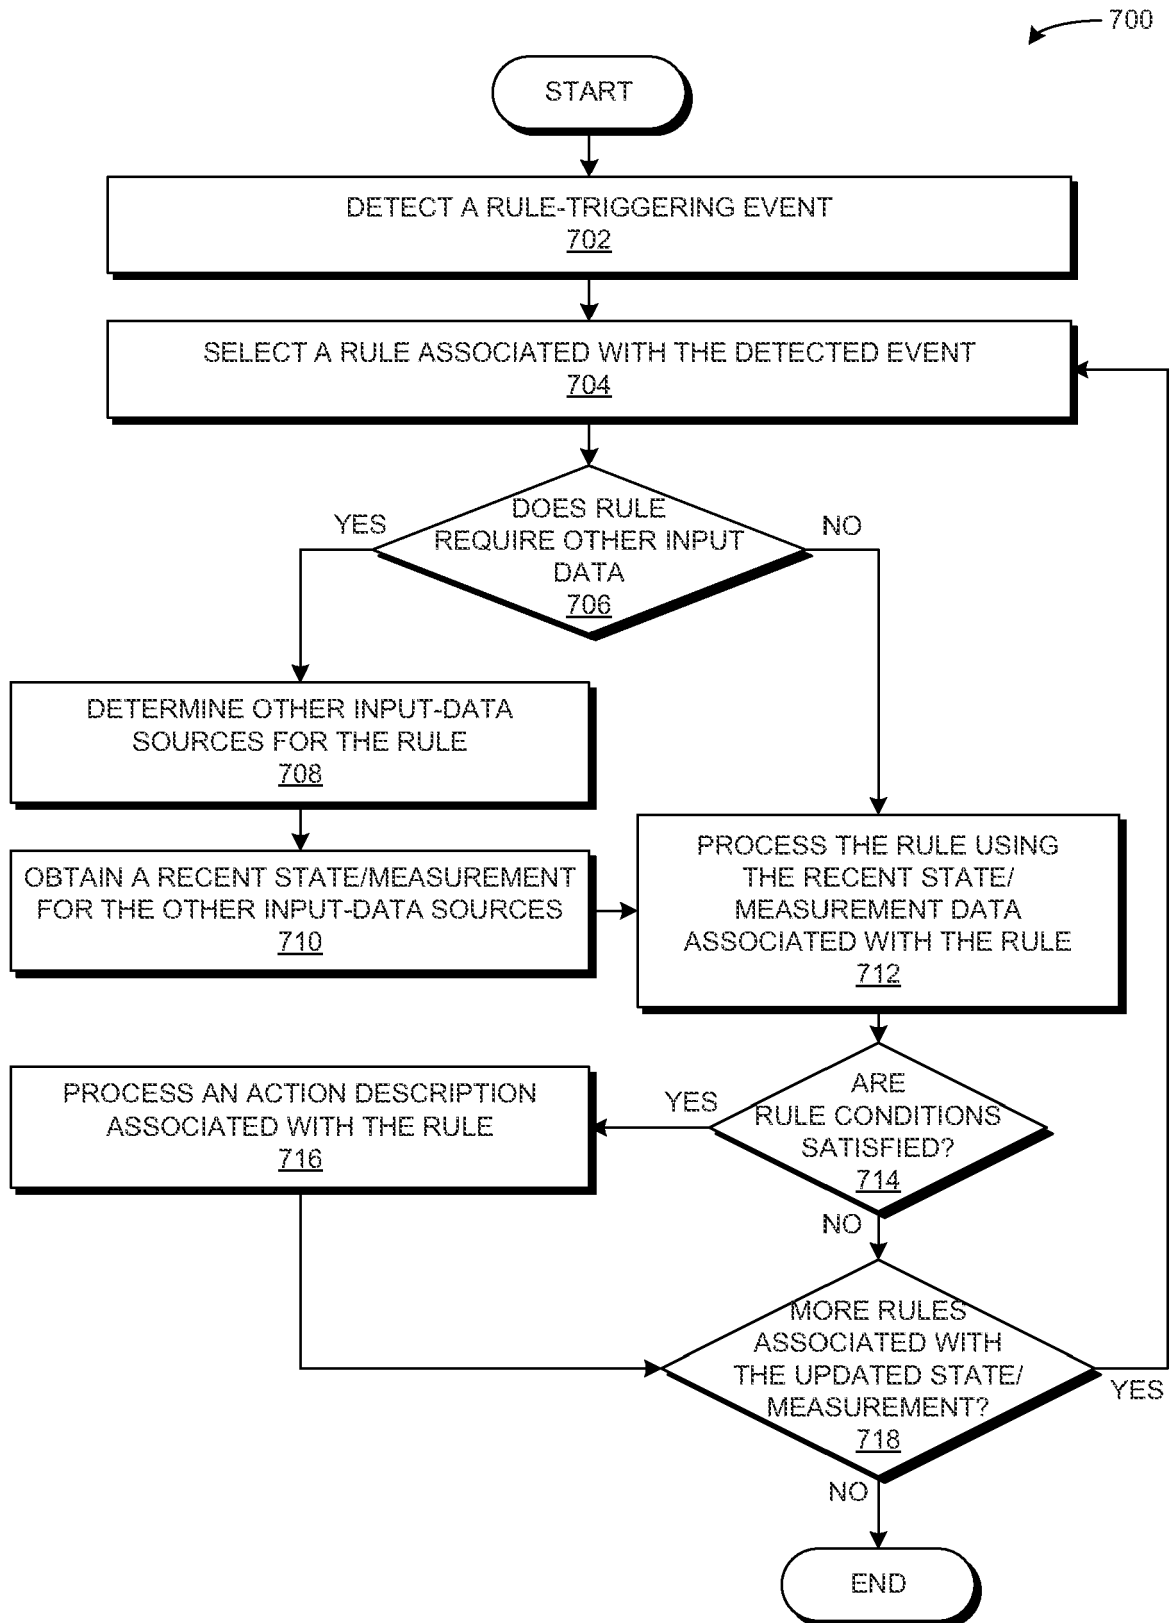 700
START
DETECT A RULE-TRIGGERING EVENT
702
SELECT A RULE ASSOCIATED WITH THE DETECTED EVENT
704
DOES RULE
REQUIRE OTHER INPUT
DATA
706
YES
NO
DETERMINE OTHER INPUT-DATA
SOURCES FOR THE RULE
708
OBTAIN A RECENT STATE/MEASUREMENT
FOR THE OTHER INPUT-DATA SOURCES
710
PROCESS THE RULE USING
THE RECENT STATE/
MEASUREMENT DATA
ASSOCIATED WITH THE RULE
712
ARE
RULE CONDITIONS
SATISFIED?
714
YES
NO
PROCESS AN ACTION DESCRIPTION
ASSOCIATED WITH THE RULE
716
MORE RULES
ASSOCIATED WITH
THE UPDATED STATE/
MEASUREMENT?
718
YES
NO
END